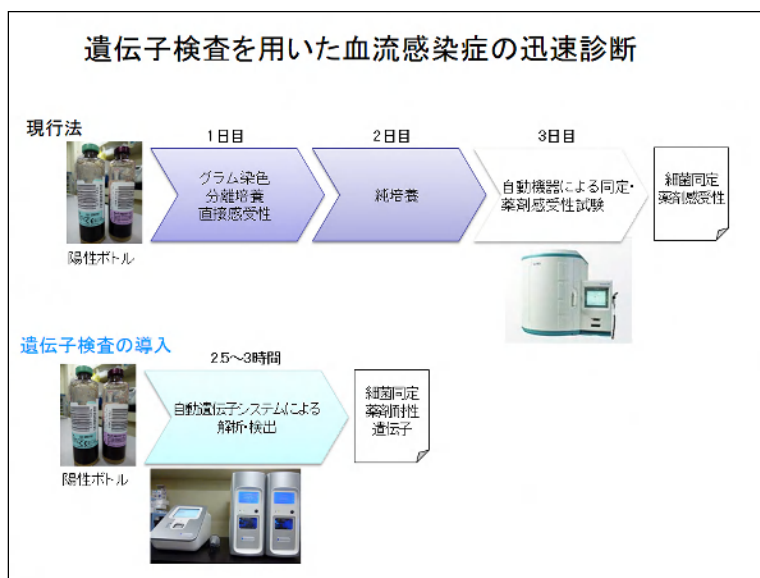 遺伝子検査を用いた血流感染症の迅速診断
現行法
1日目
2日目
3日目
グラム染色
分離培養
直接感受性
純培養
自動機器による同定・
薬剤感受性試験
細菌同定
薬剤感受性
陽性ボトル
遺伝子検査の導入
2.5～3時間
自動遺伝子システムによる
解析・検出
細菌同定
薬剤耐性
遺伝子
陽性ボトル